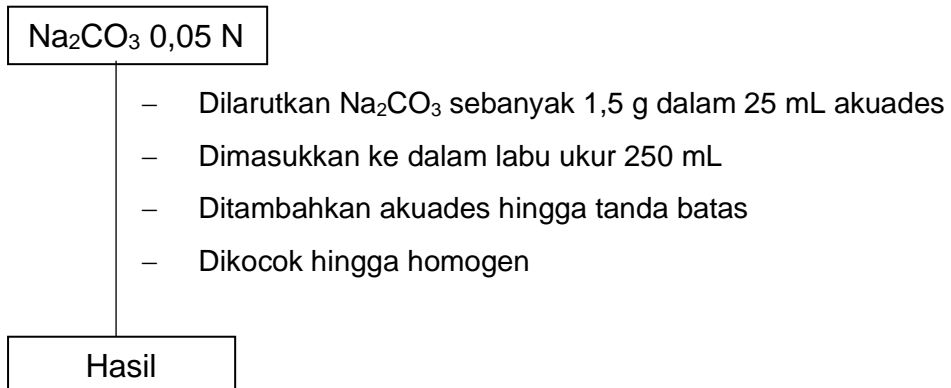 Na₂CO₃ 0,05 N
– Dilarutkan Na₂CO₃ sebanyak 1,5 g dalam 25 mL akuades
– Dimasukkan ke dalam labu ukur 250 mL
– Ditambahkan akuades hingga tanda batas
– Dikocok hingga homogen
Hasil